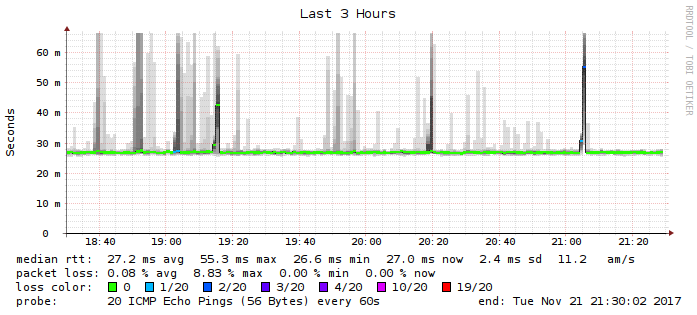 Last 3 Hours
RRDTOOL / TOBI OETIKER
Seconds
60 m
50 m
40 m
30 m
20 m
10 m
0
18:40 19:00 19:20 19:40 20:00 20:20 20:40 21:00 21:20
median rtt: 27.2 ms avg 55.3 ms max 26.6 ms min 27.0 ms now 2.4 ms sd 11.2 am/s
packet loss: 0.08 % avg 8.83 % max 0.00 % min 0.00 % now
loss color: 0 1/20 2/20 3/20 4/20 10/20 19/20
probe: 20 ICMP Echo Pings (56 Bytes) every 60s end: Tue Nov 21 21:30:02 2017